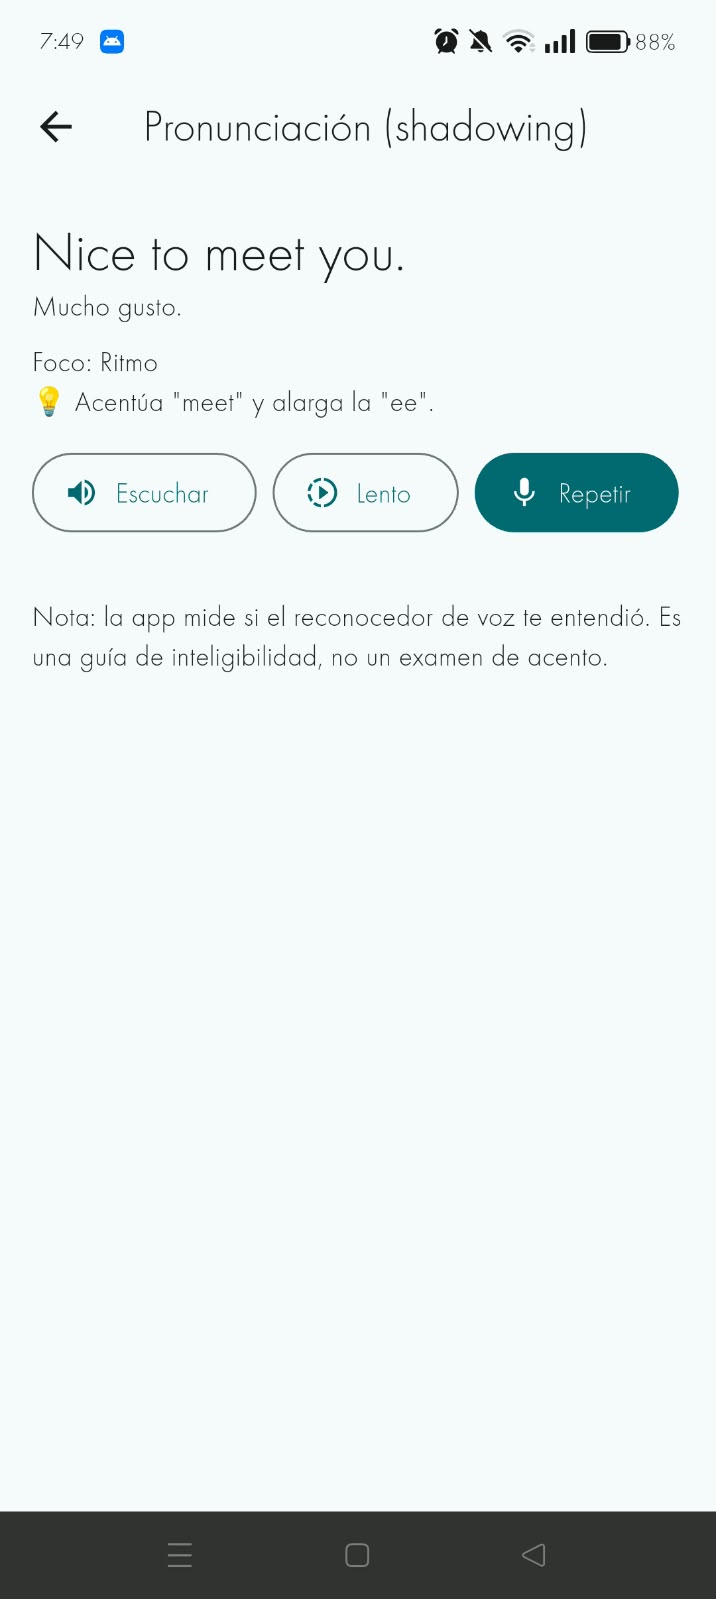 7:49
88%
Pronunciación (shadowing)
Nice to meet you.
Mucho gusto.
Foco: Ritmo
💡 Acentúa "meet" y alarga la "ee".
Escuchar
Lento
Repetir
Nota: la app mide si el reconocedor de voz te entendió. Es
una guía de inteligibilidad, no un examen de acento.